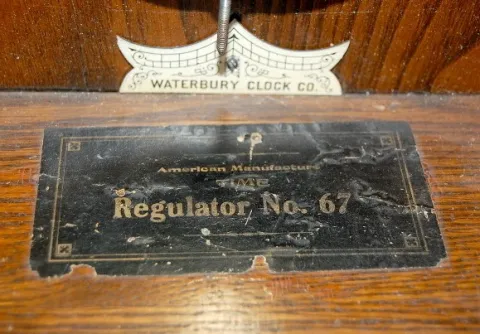 WATERBURY CLOCK CO.
American Manufacture
TIME
Regulator No. 67